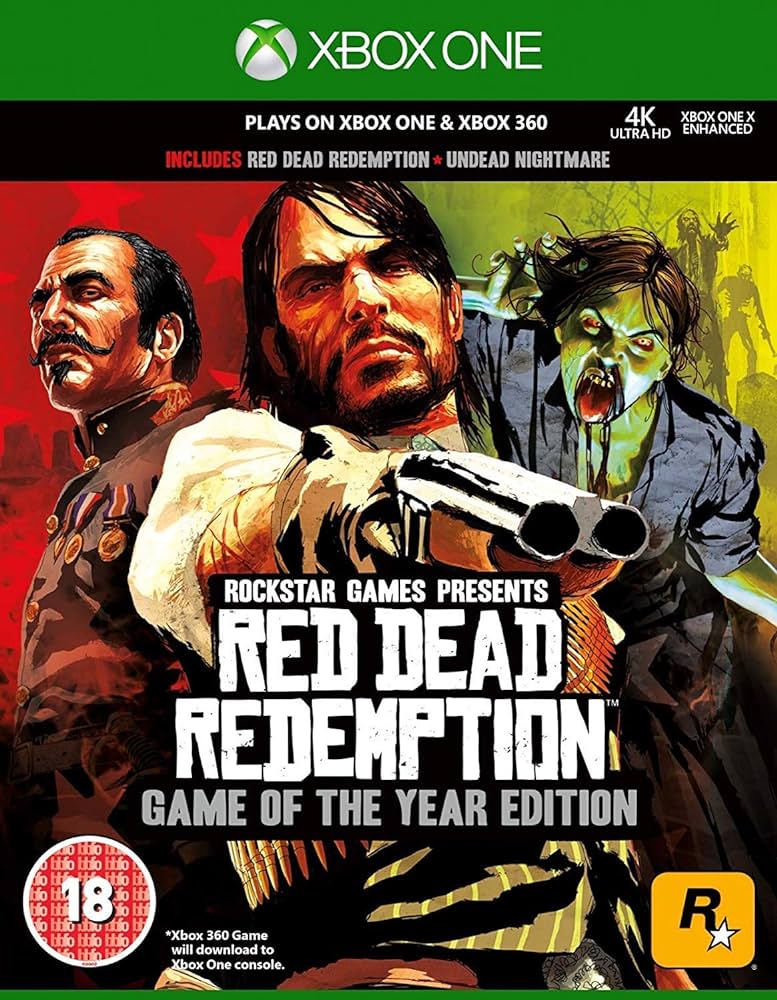 XBOX ONE
PLAYS ON XBOX ONE & XBOX 360
4K
ULTRA HD
XBOX ONE X
ENHANCED
INCLUDES RED DEAD REDEMPTION ★ UNDEAD NIGHTMARE
ROCKSTAR GAMES PRESENTS
RED DEAD
REDEMPTION™
GAME OF THE YEAR EDITION
18
*Xbox 360 Game
will download to
Xbox One console.
R★
®